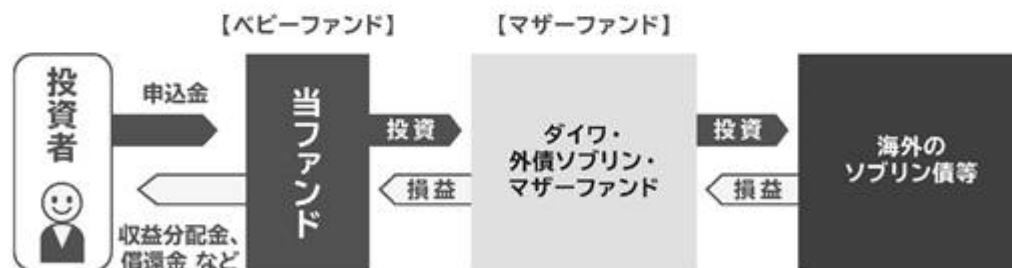 【ベビーファンド】
【マザーファンド】
投資者
申込金
収益分配金、
償還金 など
当ファンド
投資
損益
ダイワ・
外債ソブリン・
マザーファンド
投資
損益
海外の
ソブリン債等